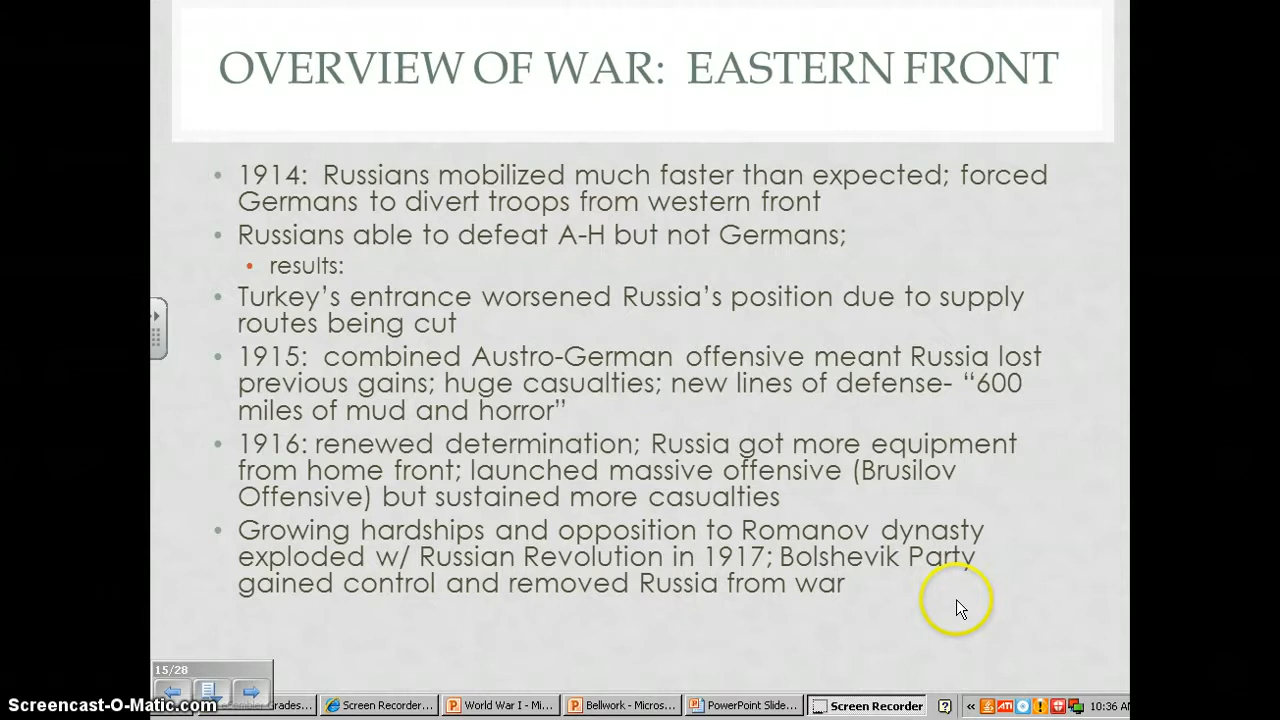 OVERVIEW OF WAR: EASTERN FRONT
• 1914: Russians mobilized much faster than expected; forced
Germans to divert troops from western front
• Russians able to defeat A-H but not Germans;
• results:
• Turkey’s entrance worsened Russia’s position due to supply
routes being cut
• 1915: combined Austro-German offensive meant Russia lost
previous gains; huge casualties; new lines of defense- “600
miles of mud and horror”
• 1916: renewed determination; Russia got more equipment
from home front; launched massive offensive (Brusilov
Offensive) but sustained more casualties
• Growing hardships and opposition to Romanov dynasty
exploded w/ Russian Revolution in 1917; Bolshevik Party
gained control and removed Russia from war
15/28
Screencast-O-Matic.com
Grades...
Screen Recorder...
World War I - Mi...
Bellwork - Micros...
PowerPoint Slide...
Screen Recorder
10:36 AM